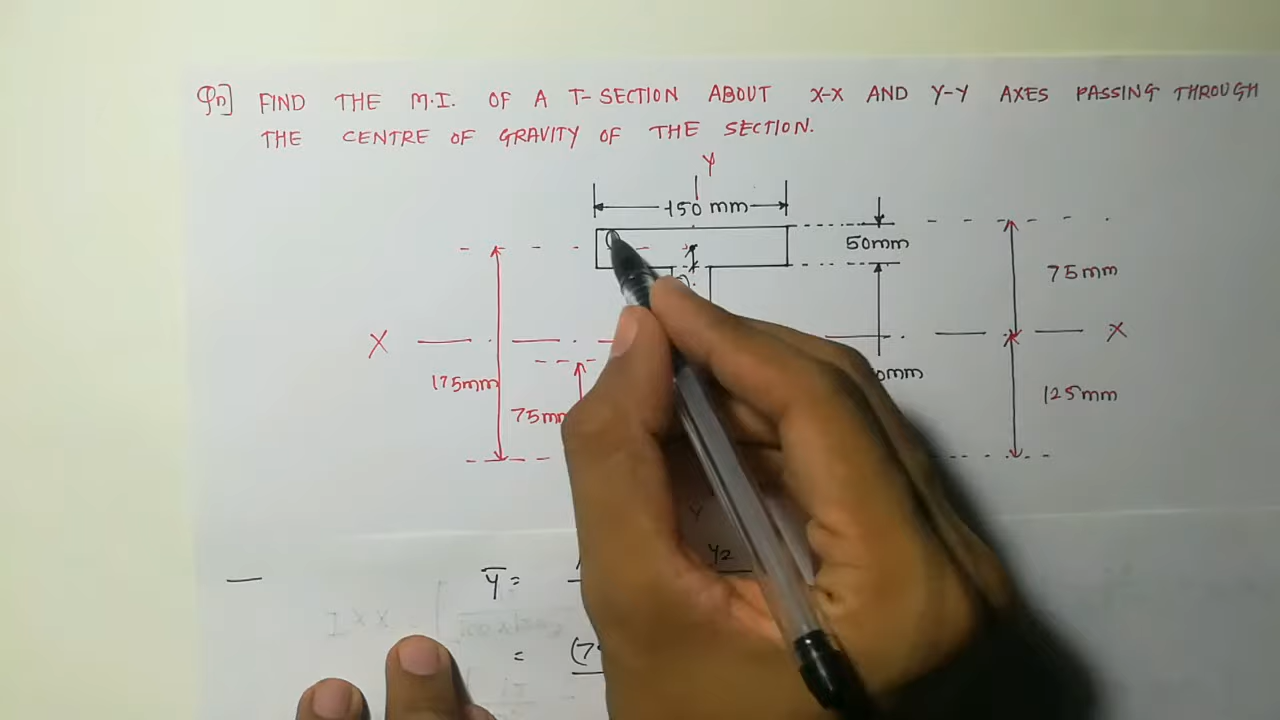 Qn] FIND THE M.I. OF A T-SECTION ABOUT X-X AND Y-Y AXES PASSING THROUGH
THE CENTRE OF GRAVITY OF THE SECTION.
Y
150 mm
50mm
75mm
X
X
175mm
75mm
125mm
Y
Y2
Y̅ =
IXX
=